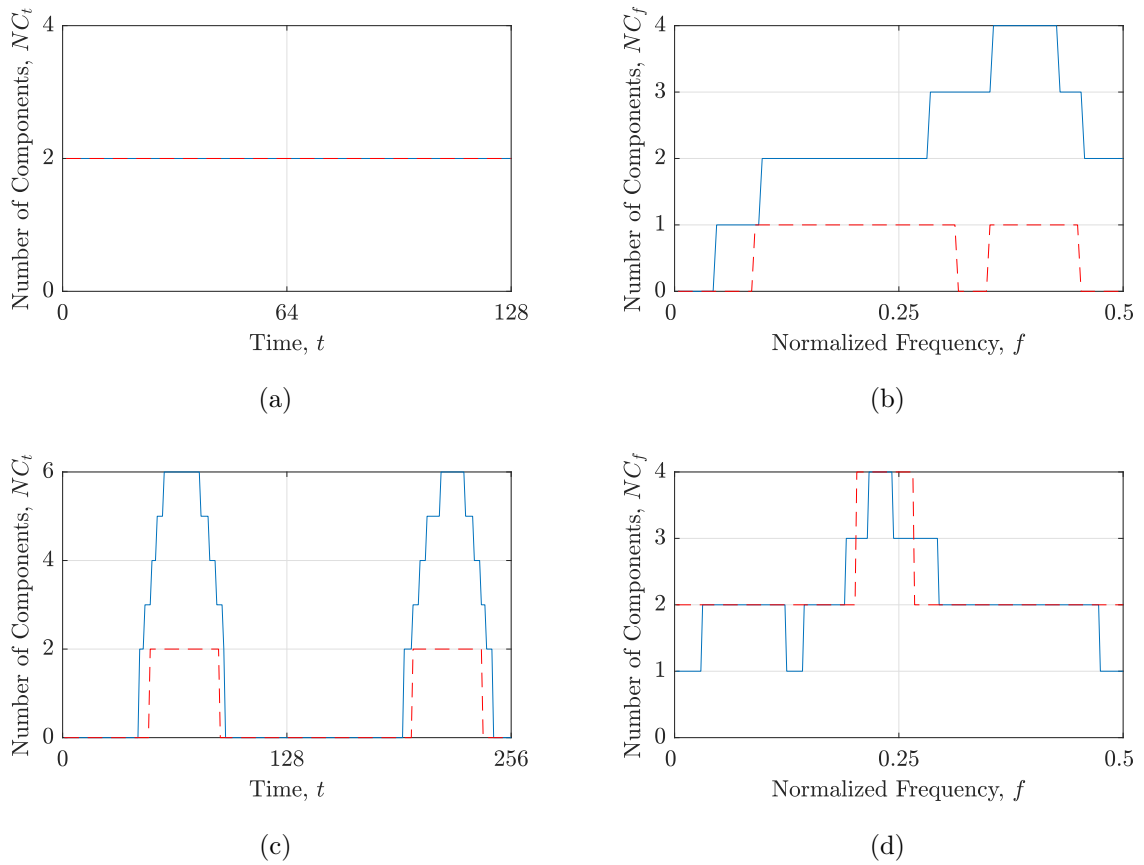 Number of Components, NC_t
4
2
0
0
64
128
Time, t
(a)
Number of Components, NC_f
4
3
2
1
0
0
0.25
0.5
Normalized Frequency, f
(b)
Number of Components, NC_t
6
4
2
0
0
128
256
Time, t
(c)
Number of Components, NC_f
4
3
2
1
0
0
0.25
0.5
Normalized Frequency, f
(d)